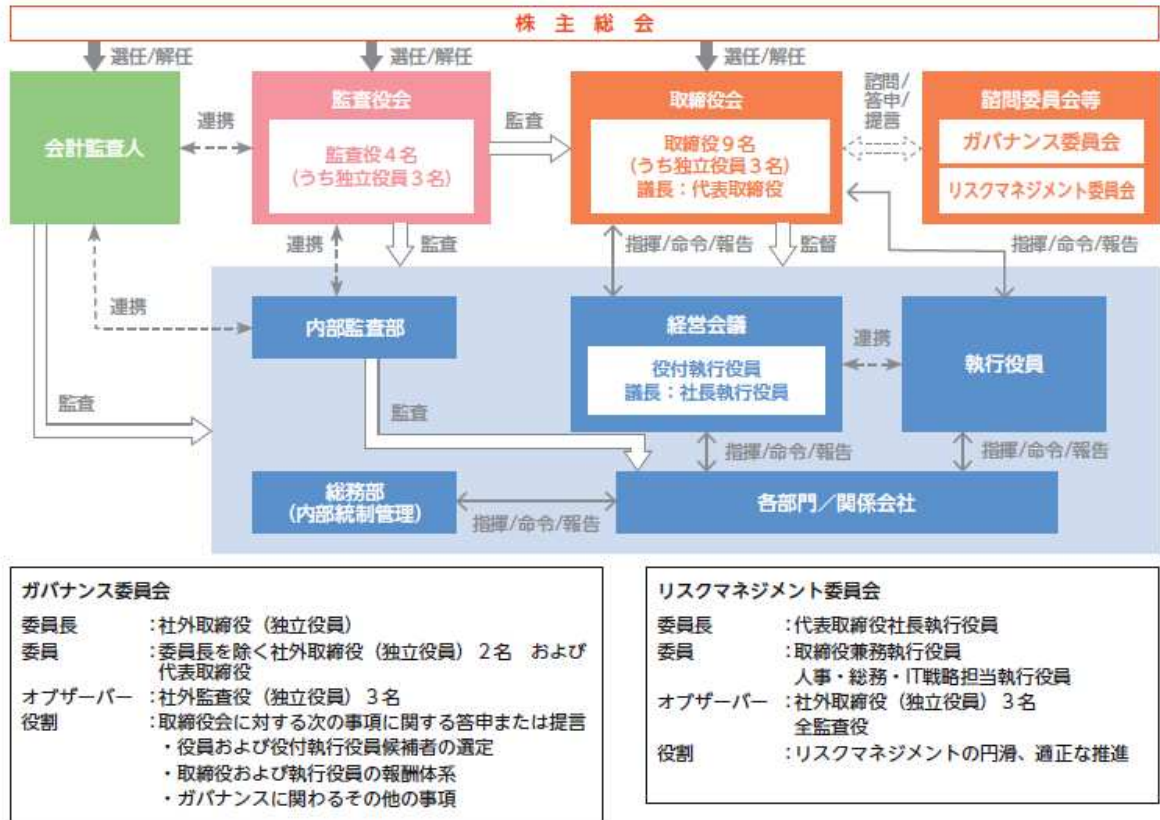 株 主 総 会
選任/解任
選任/解任
選任/解任
会計監査人
連携
監査役会
監査役４名
(うち独立役員３名)
監査
取締役会
取締役９名
(うち独立役員３名)
議長：代表取締役
諮問/
答申/
提言
諮問委員会等
ガバナンス委員会
リスクマネジメント委員会
連携
監査
指揮/命令/報告
監督
指揮/命令/報告
連携
内部監査部
経営会議
役付執行役員
議長：社長執行役員
連携
執行役員
監査
監査
指揮/命令/報告
指揮/命令/報告
総務部
(内部統制管理)
指揮/命令/報告
各部門／関係会社
ガバナンス委員会
委員長 ：社外取締役（独立役員）
委員 ：委員長を除く社外取締役（独立役員）２名 および
代表取締役
オブザーバー ：社外監査役（独立役員）３名
役割 ：取締役会に対する次の事項に関する答申または提言
・役員および役付執行役員候補者の選定
・取締役および執行役員の報酬体系
・ガバナンスに関わるその他の事項
リスクマネジメント委員会
委員長 ：代表取締役社長執行役員
委員 ：取締役兼務執行役員
人事・総務・IT戦略担当執行役員
オブザーバー ：社外取締役（独立役員）３名
全監査役
役割 ：リスクマネジメントの円滑、適正な推進